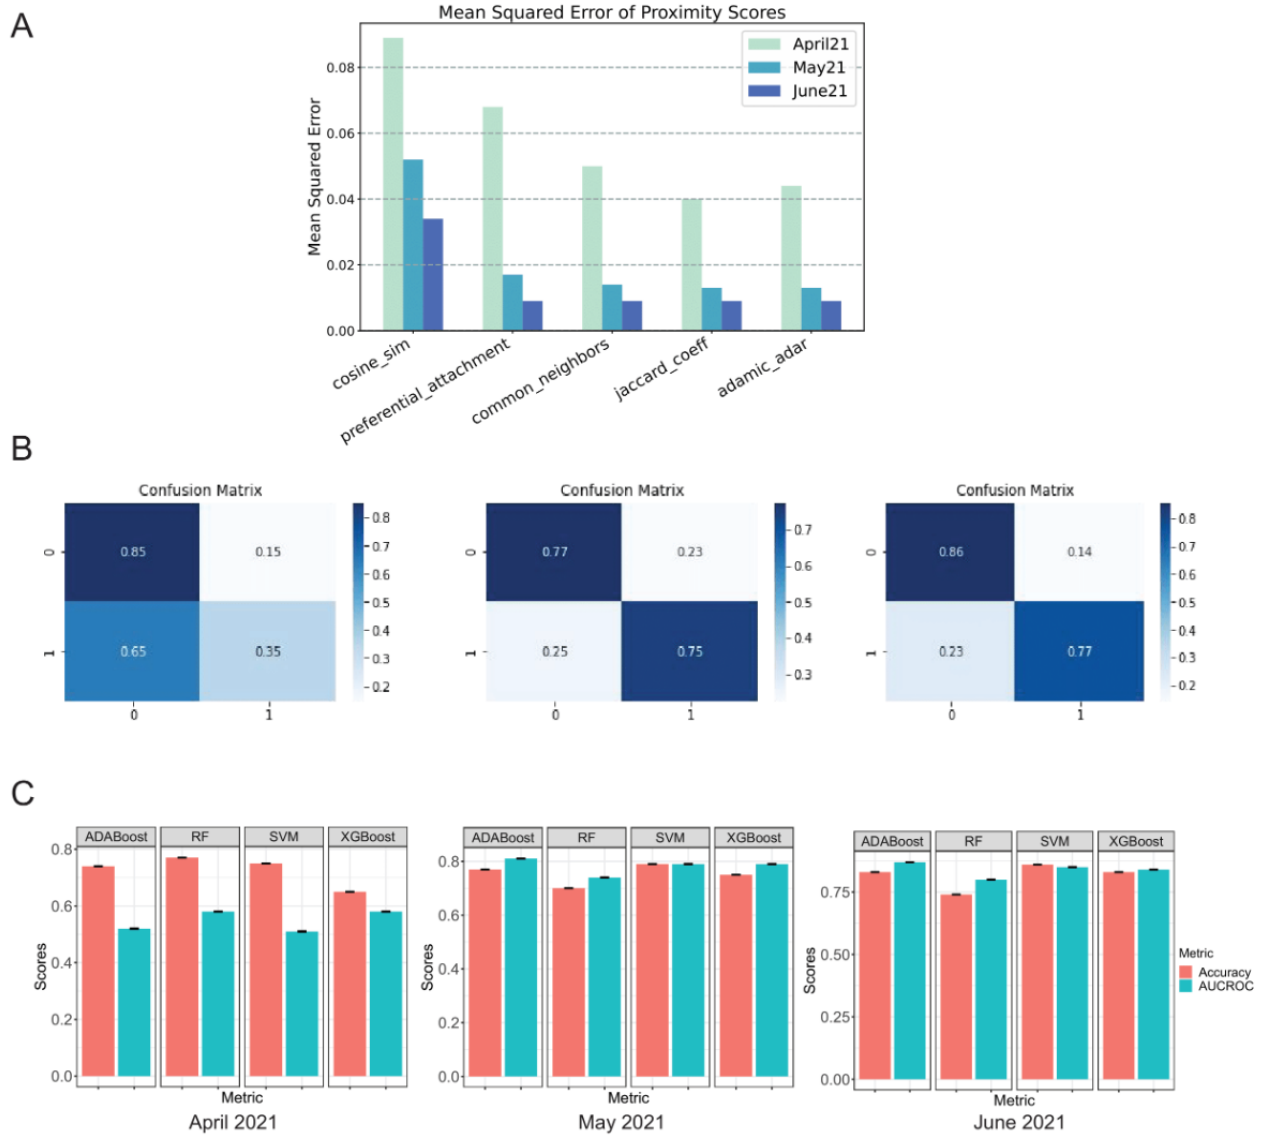 A
Mean Squared Error of Proximity Scores
Mean Squared Error
0.08
0.06
0.04
0.02
0.00
April21
May21
June21
cosine_sim
preferential_attachment
common_neighbors
jaccard_coeff
adamic_adar
B
Confusion Matrix
0
1
0.85
0.15
0.65
0.35
0
1
0.8
0.7
0.6
0.5
0.4
0.3
0.2
Confusion Matrix
0
1
0.77
0.23
0.25
0.75
0
1
0.7
0.6
0.5
0.4
0.3
Confusion Matrix
0
1
0.86
0.14
0.23
0.77
0
1
0.8
0.7
0.6
0.5
0.4
0.3
0.2
C
ADABoost
RF
SVM
XGBoost
Scores
0.8
0.6
0.4
0.2
0.0
Metric
April 2021
ADABoost
RF
SVM
XGBoost
Scores
0.8
0.6
0.4
0.2
0.0
Metric
May 2021
ADABoost
RF
SVM
XGBoost
Scores
0.75
0.50
0.25
0.00
Metric
June 2021
Metric
Accuracy
AUCROC